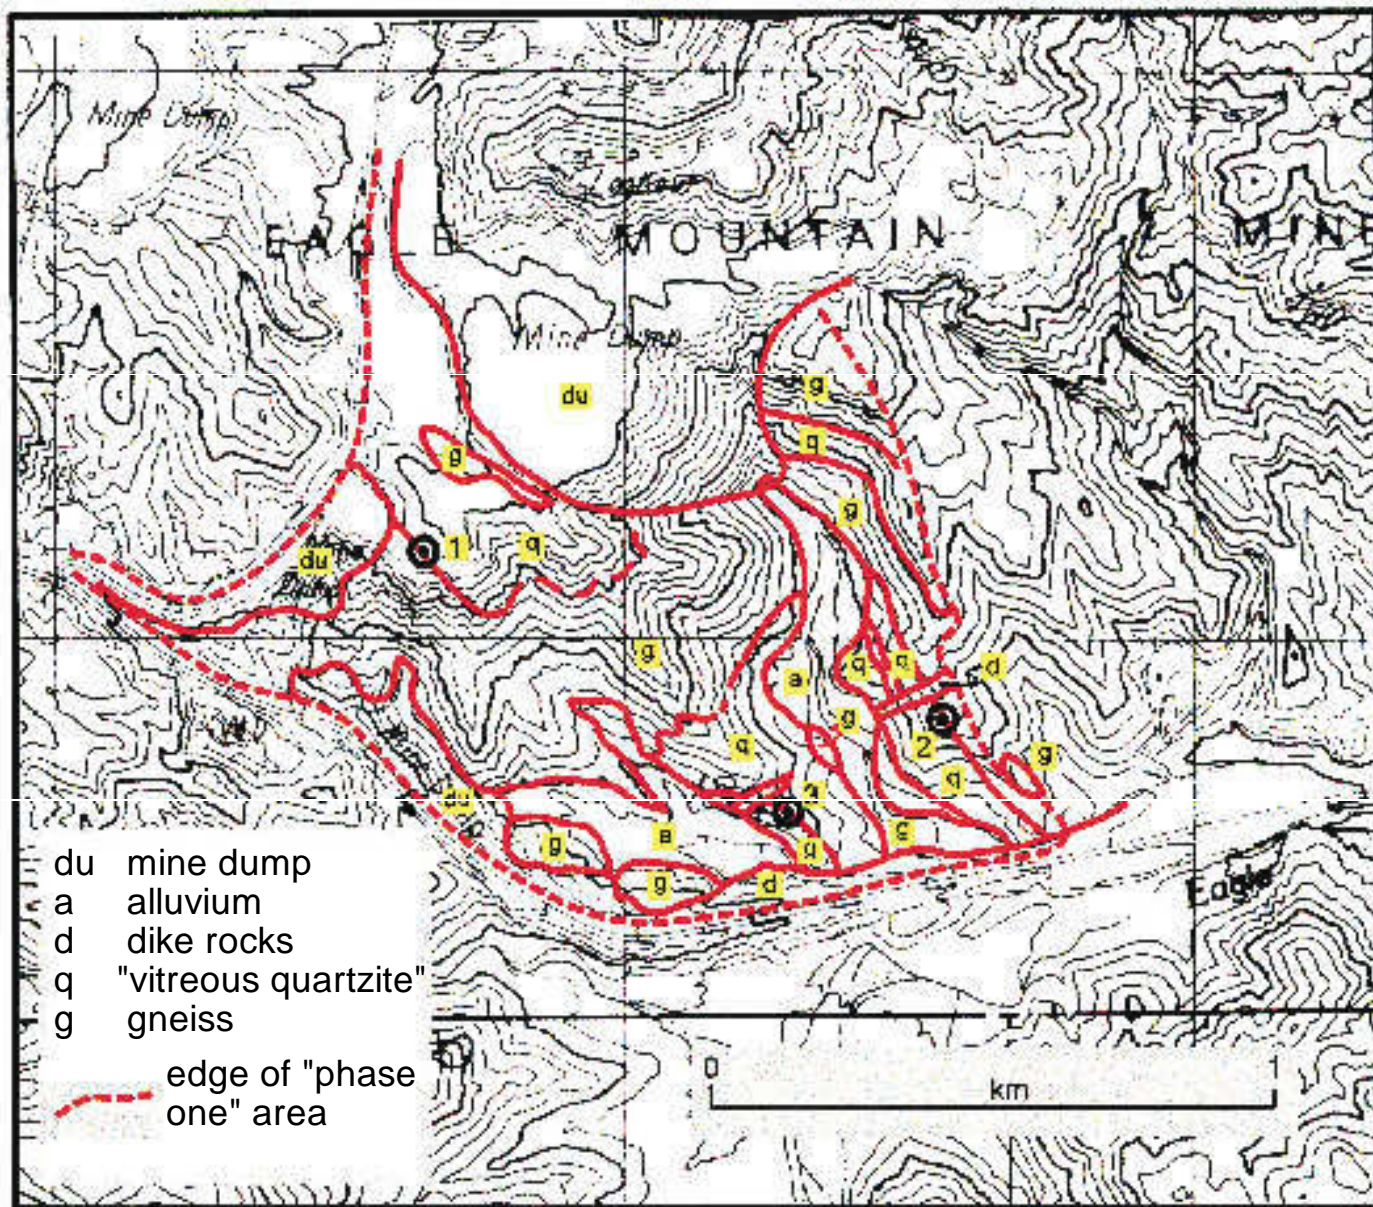 Mine Dump
EAGLE MOUNTAIN MINE
Mine Dump
du
g
q
g
g
1
q
du
g
q
q
d
a
g
q
2
g
q
du
a
g
g
g
d
Eagle
du mine dump
a alluvium
d dike rocks
q "vitreous quartzite"
g gneiss
edge of "phase
one" area
0 1
km